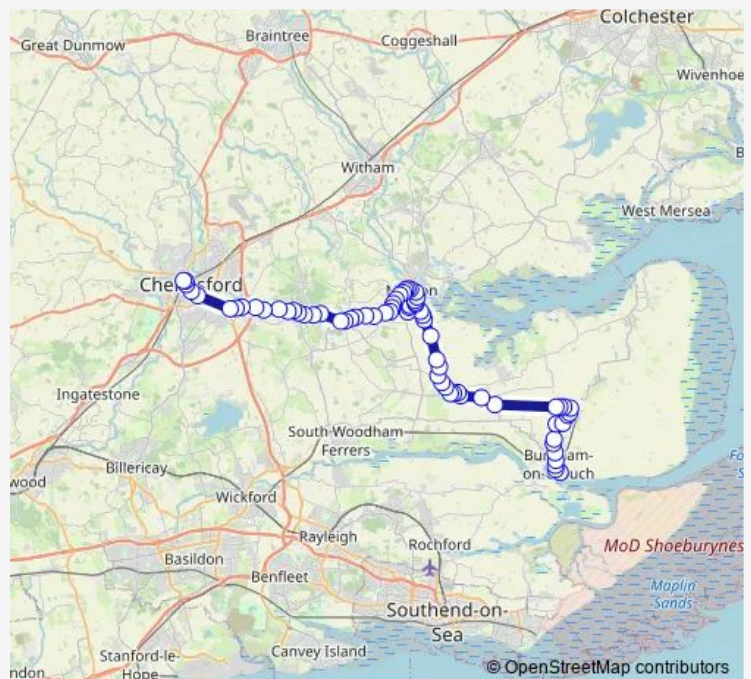 Colchester
Great Dunmow
Braintree
Coggeshall
Wivenhoe
Witham
West Mersea
Ingatestone
South Woodham
Ferrers
Billericay
Wickford
Rayleigh
Rochford
MoD Shoeburynes
Basildon
Benfleet
Maplin
Sands
Southend-on-
Sea
Canvey Island
Stanford-le-
Hope
© OpenStreetMap contributors